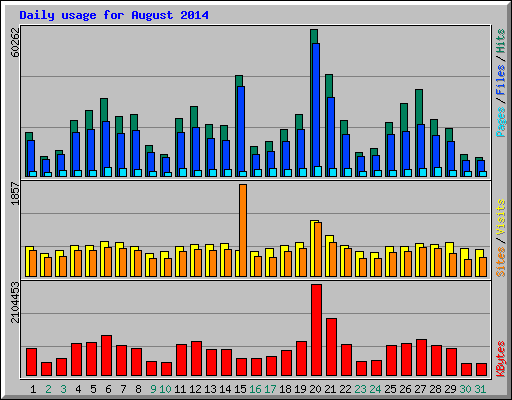 Daily usage for August 2014
60262
Pages / Files / Hits
1857
Sites / Visits
2104453
KBytes
1 2 3 4 5 6 7 8 9 10 11 12 13 14 15 16 17 18 19 20 21 22 23 24 25 26 27 28 29 30 31